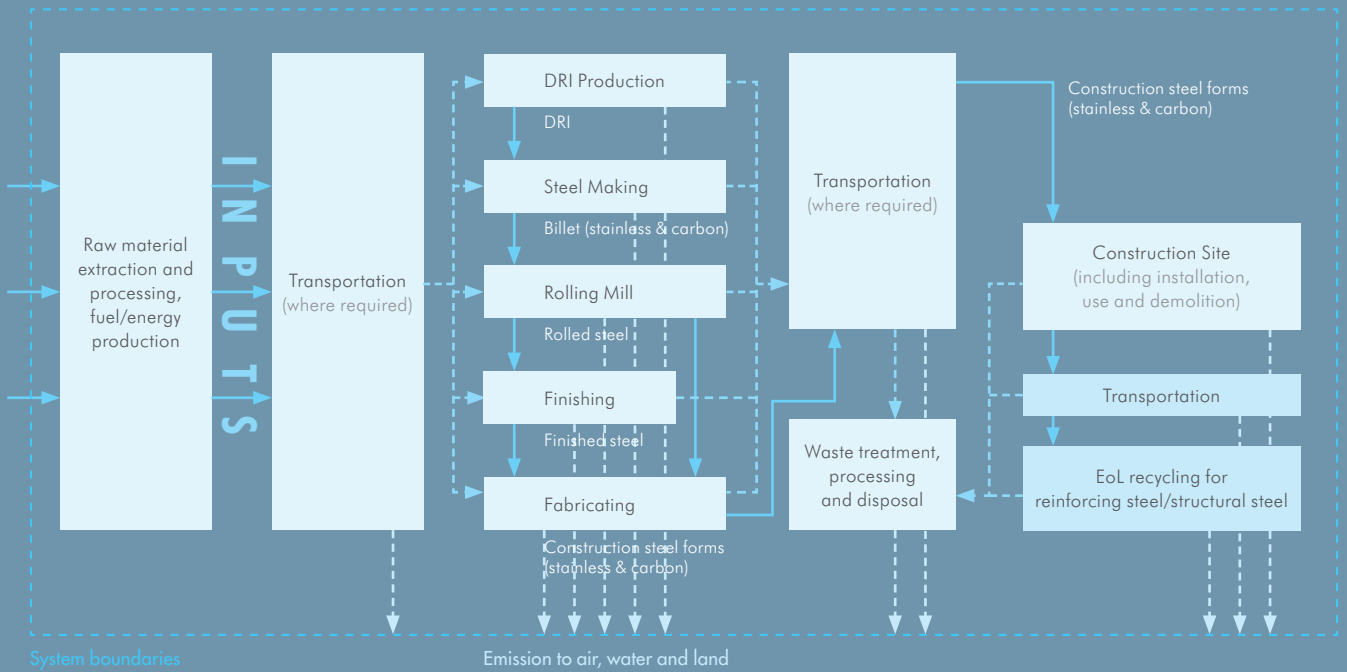 Raw material
extraction and
processing,
fuel/energy
production
INPUTS
Transportation
(where required)
DRI Production
DRI
Steel Making
Billet (stainless & carbon)
Rolling Mill
Rolled steel
Finishing
Finished steel
Fabricating
Construction steel forms
(stainless & carbon)
Transportation
(where required)
Waste treatment,
processing
and disposal
Construction steel forms
(stainless & carbon)
Construction Site
(including installation,
use and demolition)
Transportation
EoL recycling for
reinforcing steel/structural steel
System boundaries
Emission to air, water and land